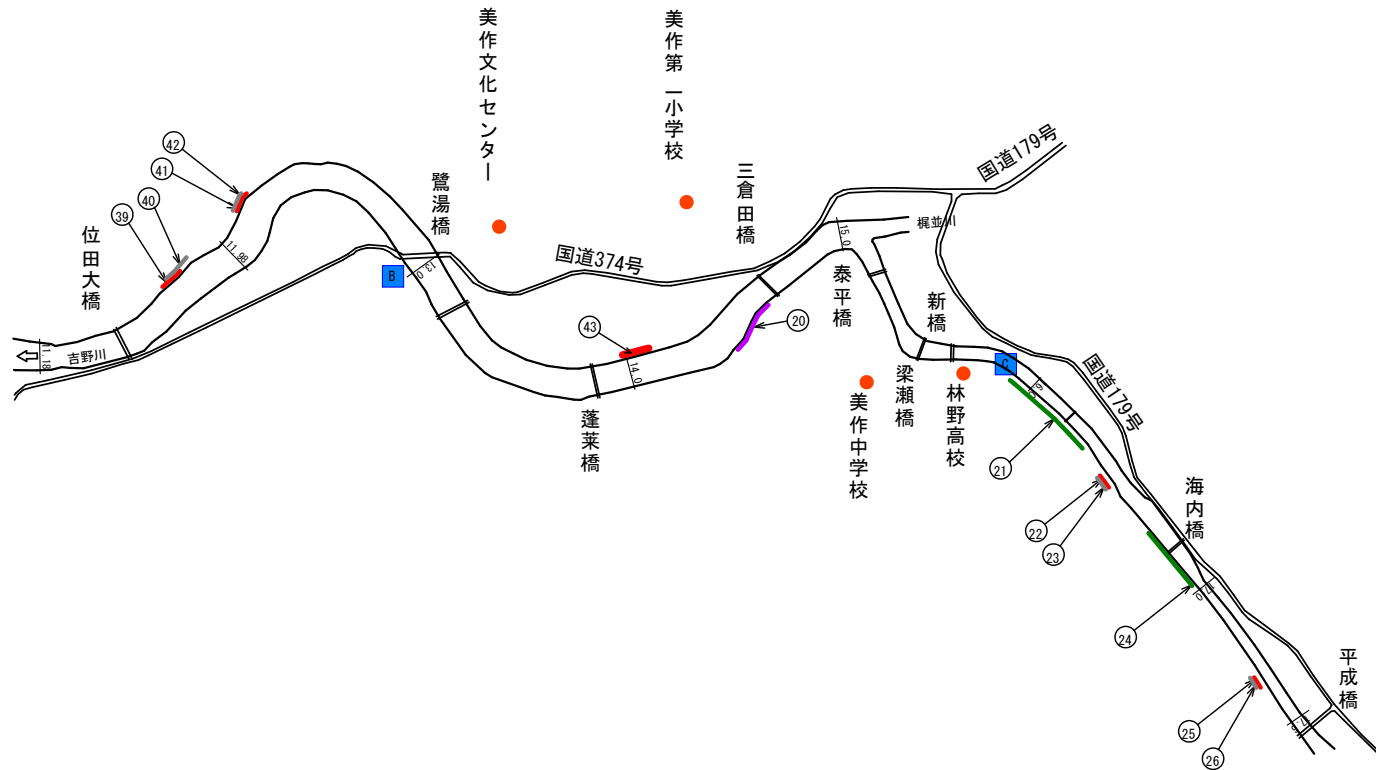 美作文化センター
美作第一小学校
三倉田橋
国道179号
42
41
鷺湯橋
40
39
位田大橋
11.98
梶並川
15.0
国道374号
泰平橋
B
13.0
新橋
20
43
吉野川
11.18
14.0
C
国道179号
梁瀬橋
林野高校
蓬莱橋
美作中学校
21
海内橋
22
23
17.0
24
平成橋
25
26